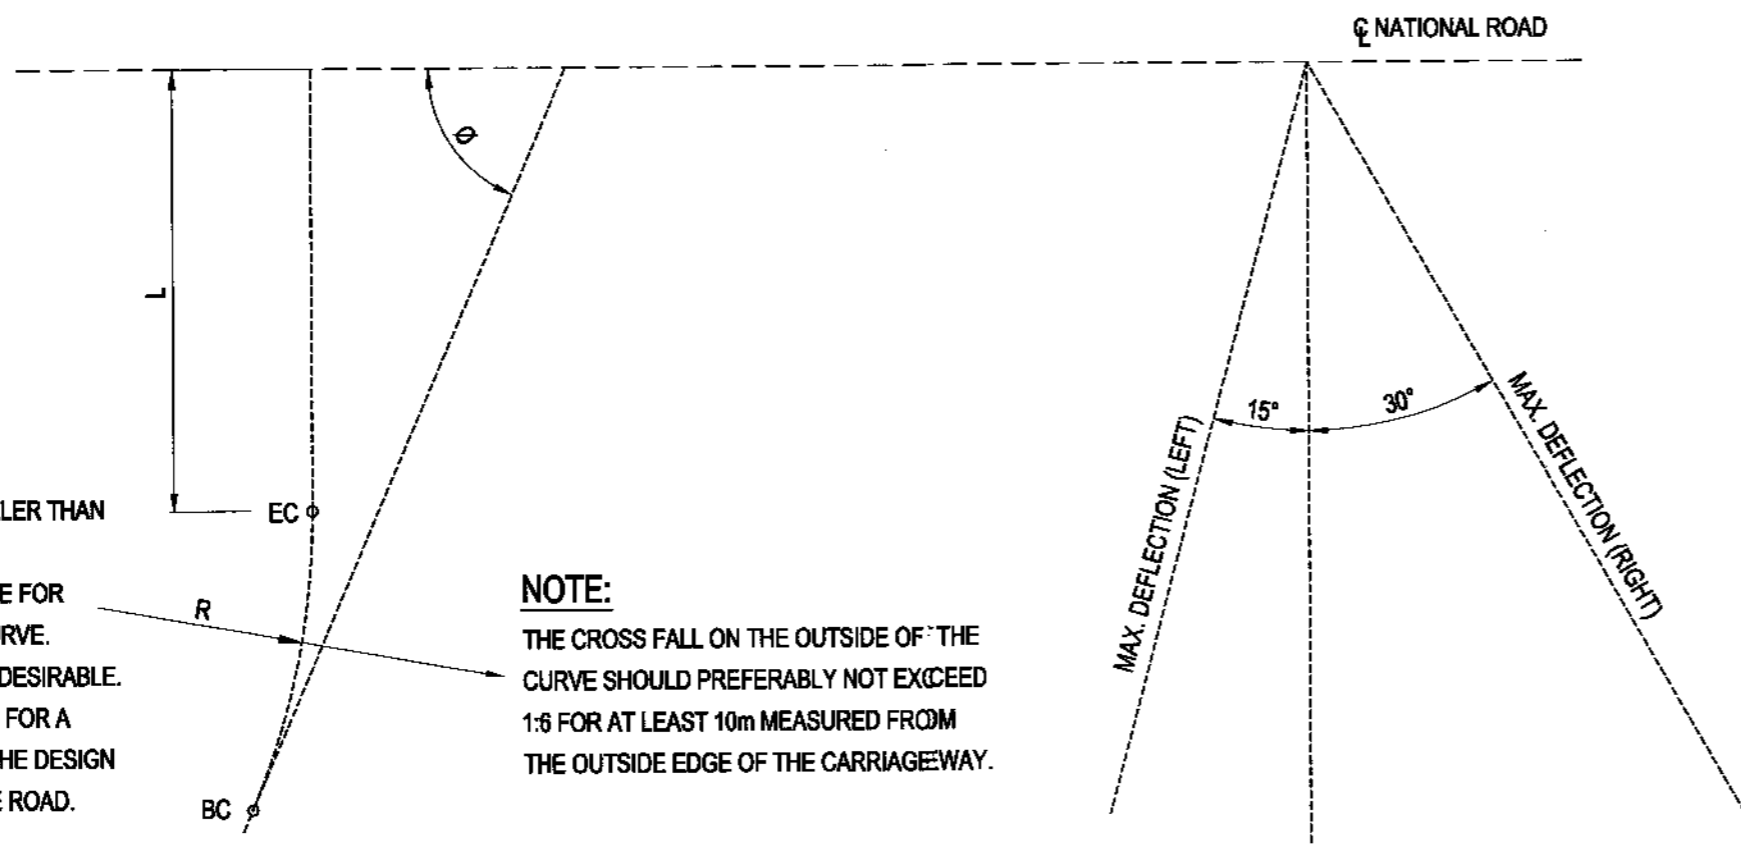 ℄ NATIONAL ROAD
Ø
L
EC
LER THAN
E FOR
RVE.
DESIRABLE.
FOR A
HE DESIGN
E ROAD.
R
BC
NOTE:
THE CROSS FALL ON THE OUTSIDE OF THE
CURVE SHOULD PREFERABLY NOT EXCEED
1:6 FOR AT LEAST 10m MEASURED FROM
THE OUTSIDE EDGE OF THE CARRIAGEWAY.
15°
30°
MAX. DEFLECTION (LEFT)
MAX. DEFLECTION (RIGHT)